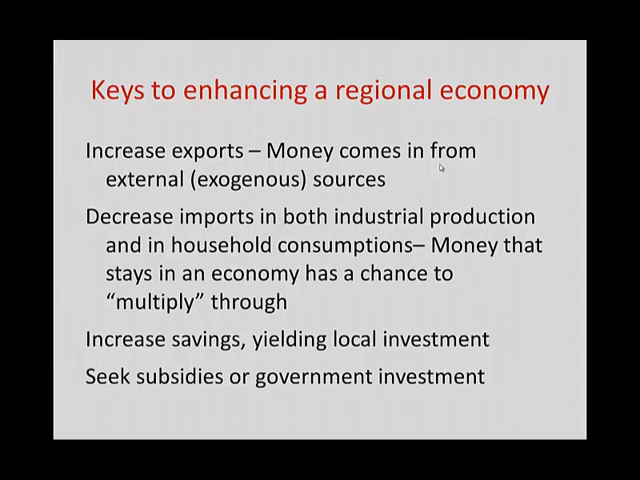 Keys to enhancing a regional economy
Increase exports – Money comes in from
external (exogenous) sources
Decrease imports in both industrial production
and in household consumptions– Money that
stays in an economy has a chance to
“multiply” through
Increase savings, yielding local investment
Seek subsidies or government investment